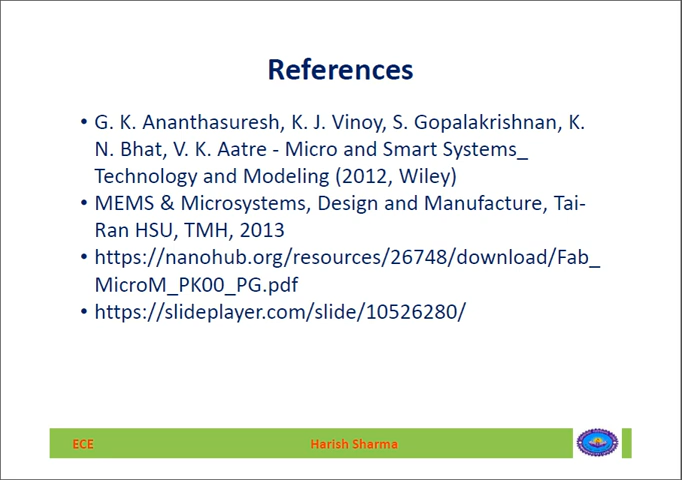 References
• G. K. Ananthasuresh, K. J. Vinoy, S. Gopalakrishnan, K.
N. Bhat, V. K. Aatre - Micro and Smart Systems_
Technology and Modeling (2012, Wiley)
• MEMS & Microsystems, Design and Manufacture, Tai-
Ran HSU, TMH, 2013
• https://nanohub.org/resources/26748/download/Fab_
MicroM_PK00_PG.pdf
• https://slideplayer.com/slide/10526280/
ECE
Harish Sharma